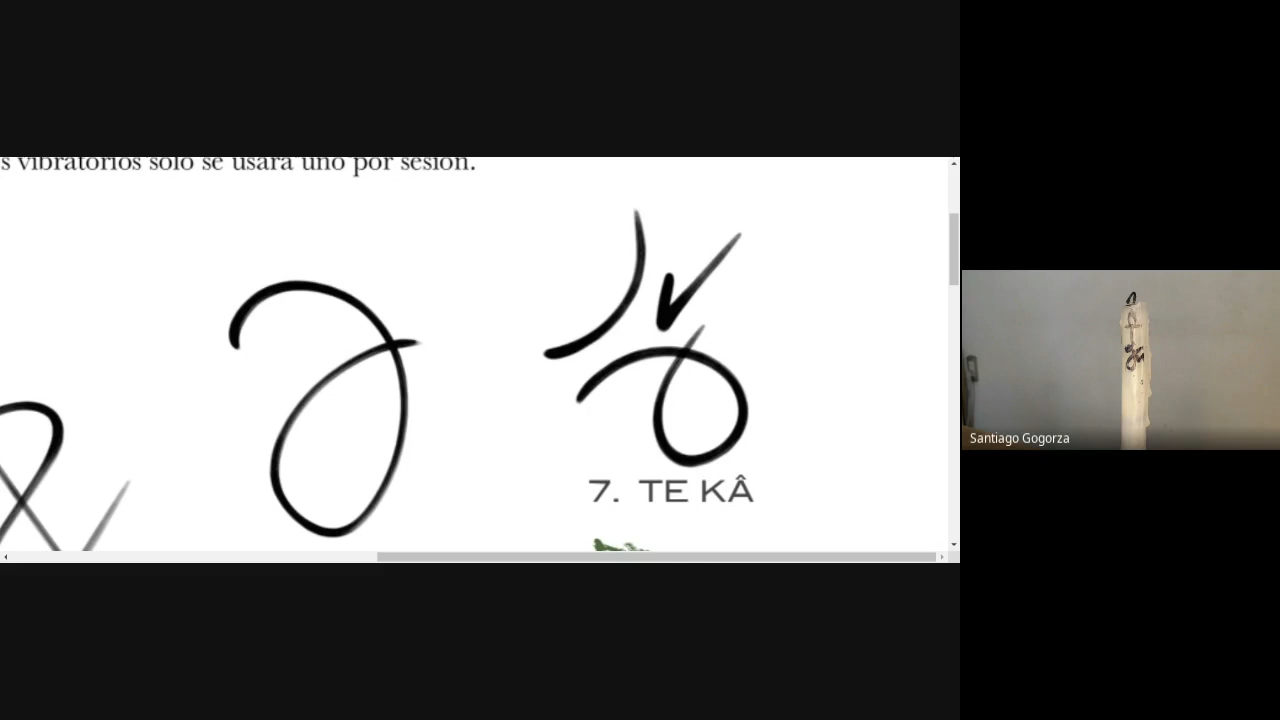 s vibratorios solo se usará uno por sesión.
7. TE KÂ
Santiago Gogorza